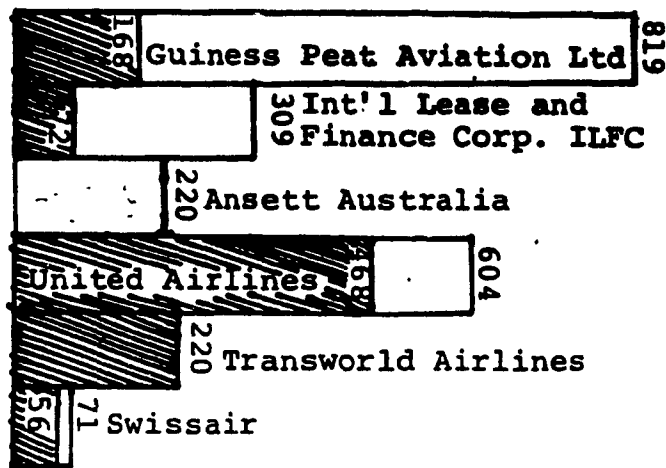 168 Guiness Peat Aviation Ltd 819
309 Int'l Lease and
Finance Corp. ILFC
220 Ansett Australia
United Airlines 468 604
220 Transworld Airlines
56 71 Swissair